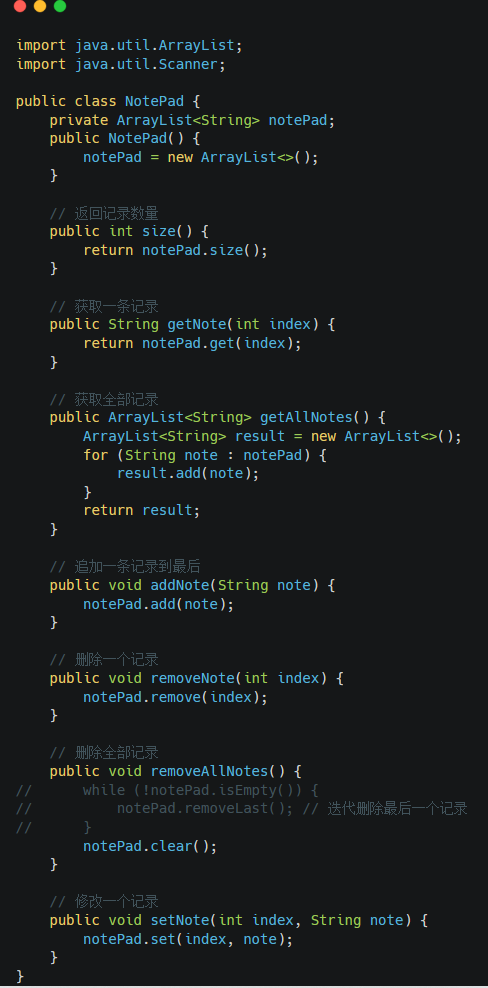 import java.util.ArrayList;
import java.util.Scanner;

public class NotePad {
    private ArrayList<String> notePad;
    public NotePad() {
        notePad = new ArrayList<>();
    }

    // 返回记录数量
    public int size() {
        return notePad.size();
    }

    // 获取一条记录
    public String getNote(int index) {
        return notePad.get(index);
    }

    // 获取全部记录
    public ArrayList<String> getAllNotes() {
        ArrayList<String> result = new ArrayList<>();
        for (String note : notePad) {
            result.add(note);
        }
        return result;
    }

    // 追加一条记录到最后
    public void addNote(String note) {
        notePad.add(note);
    }

    // 删除一个记录
    public void removeNote(int index) {
        notePad.remove(index);
    }

    // 删除全部记录
    public void removeAllNotes() {
//      while (!notePad.isEmpty()) {
//          notePad.removeLast(); // 迭代删除最后一个记录
//      }
        notePad.clear();
    }

    // 修改一个记录
    public void setNote(int index, String note) {
        notePad.set(index, note);
    }
}